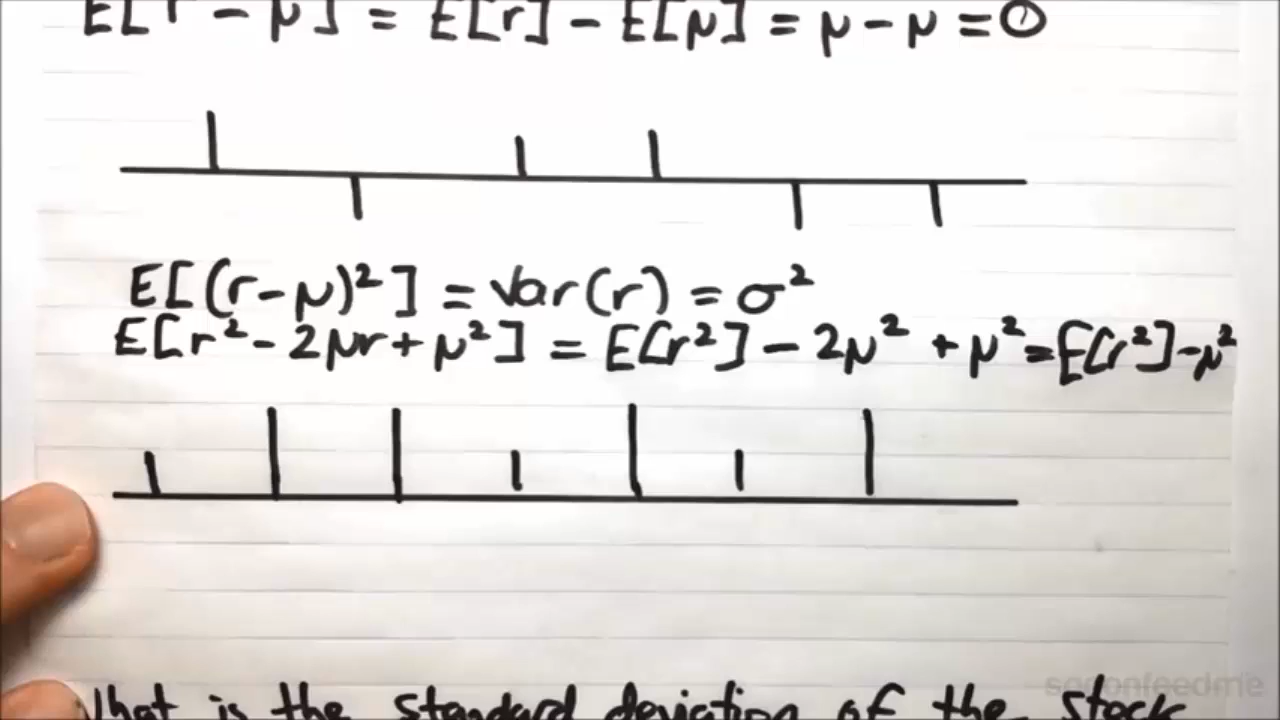 E[r - μ] = E[r] - E[μ] = μ - μ = 0
E[(r-μ)²] = Var(r) = σ²
E[r² - 2μr + μ²] = E[r²] - 2μ² + μ² = E[r²] - μ²
What is the standard deviation of the stock